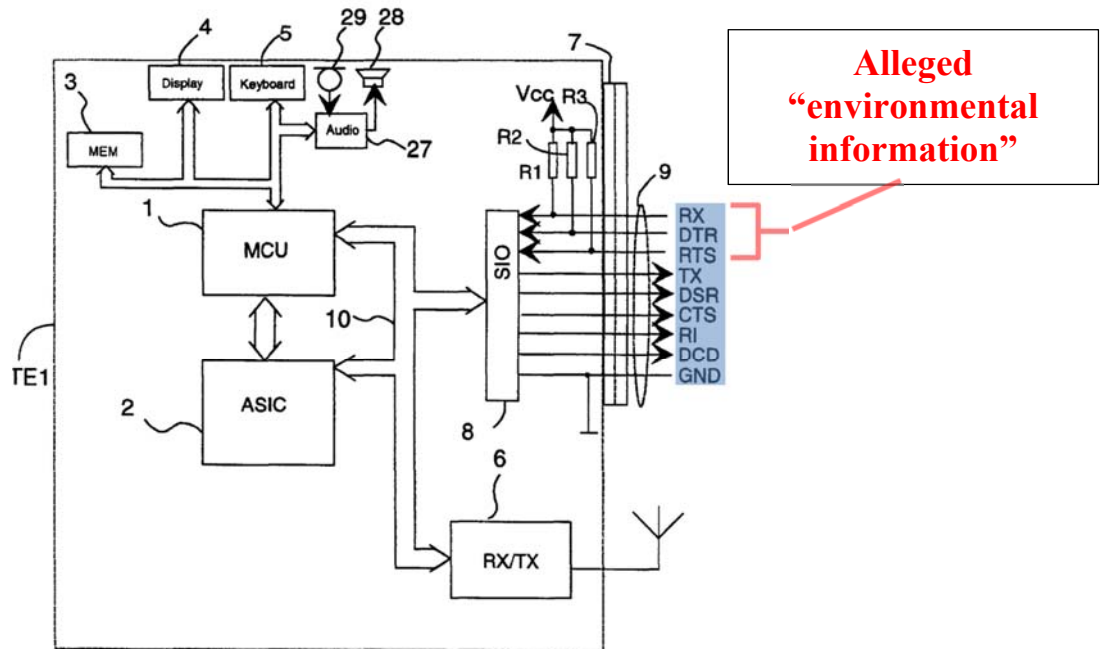 29
28
4
5
7
3
Display
Keyboard
Vcc
R3
R2
R1
Audio
27
MEM
9
Alleged
“environmental
information”
1
MCU
SIO
RX
DTR
RTS
TX
DSR
CTS
RI
DCD
GND
10
TE1
2
ASIC
8
6
RX/TX